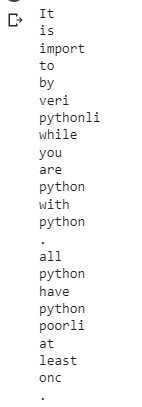 It
is
import
to
by
veri
pythonli
while
you
are
python
with
python
.
all
python
have
python
poorli
at
least
onc
.